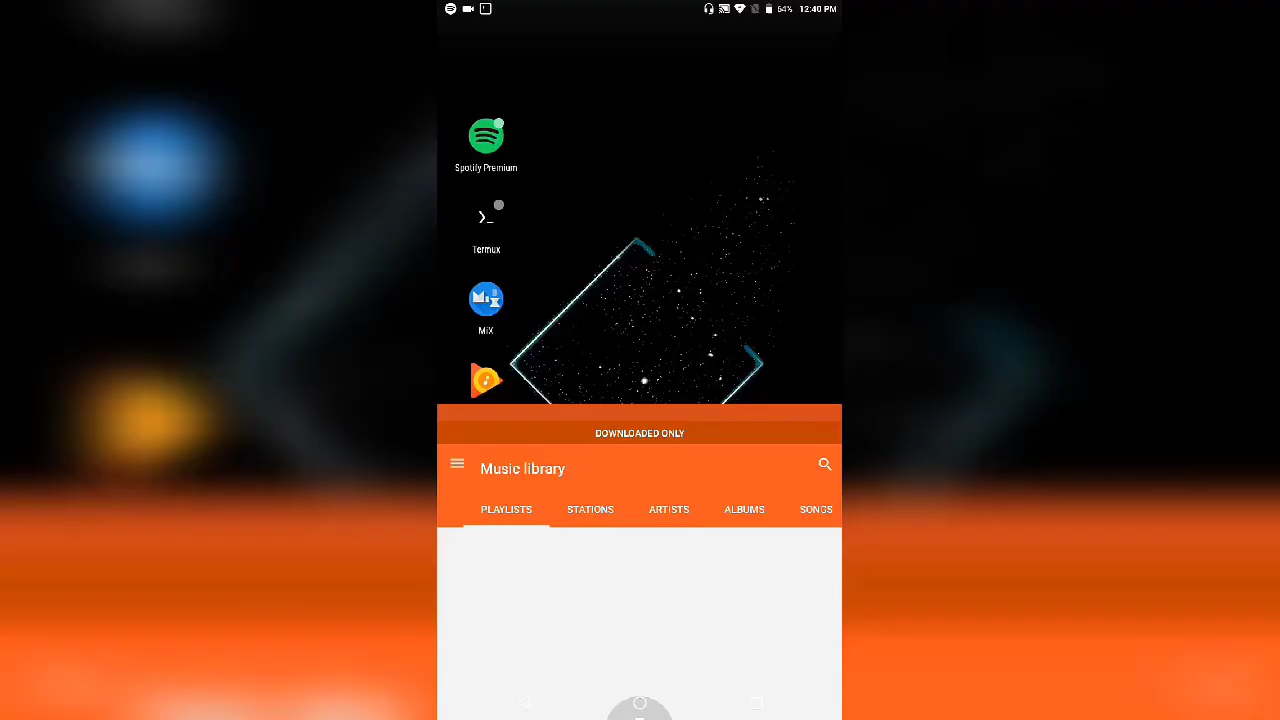 64% 12:40 PM
Spotify Premium
Termux
MiX
DOWNLOADED ONLY
Music library
PLAYLISTS STATIONS ARTISTS ALBUMS SONGS